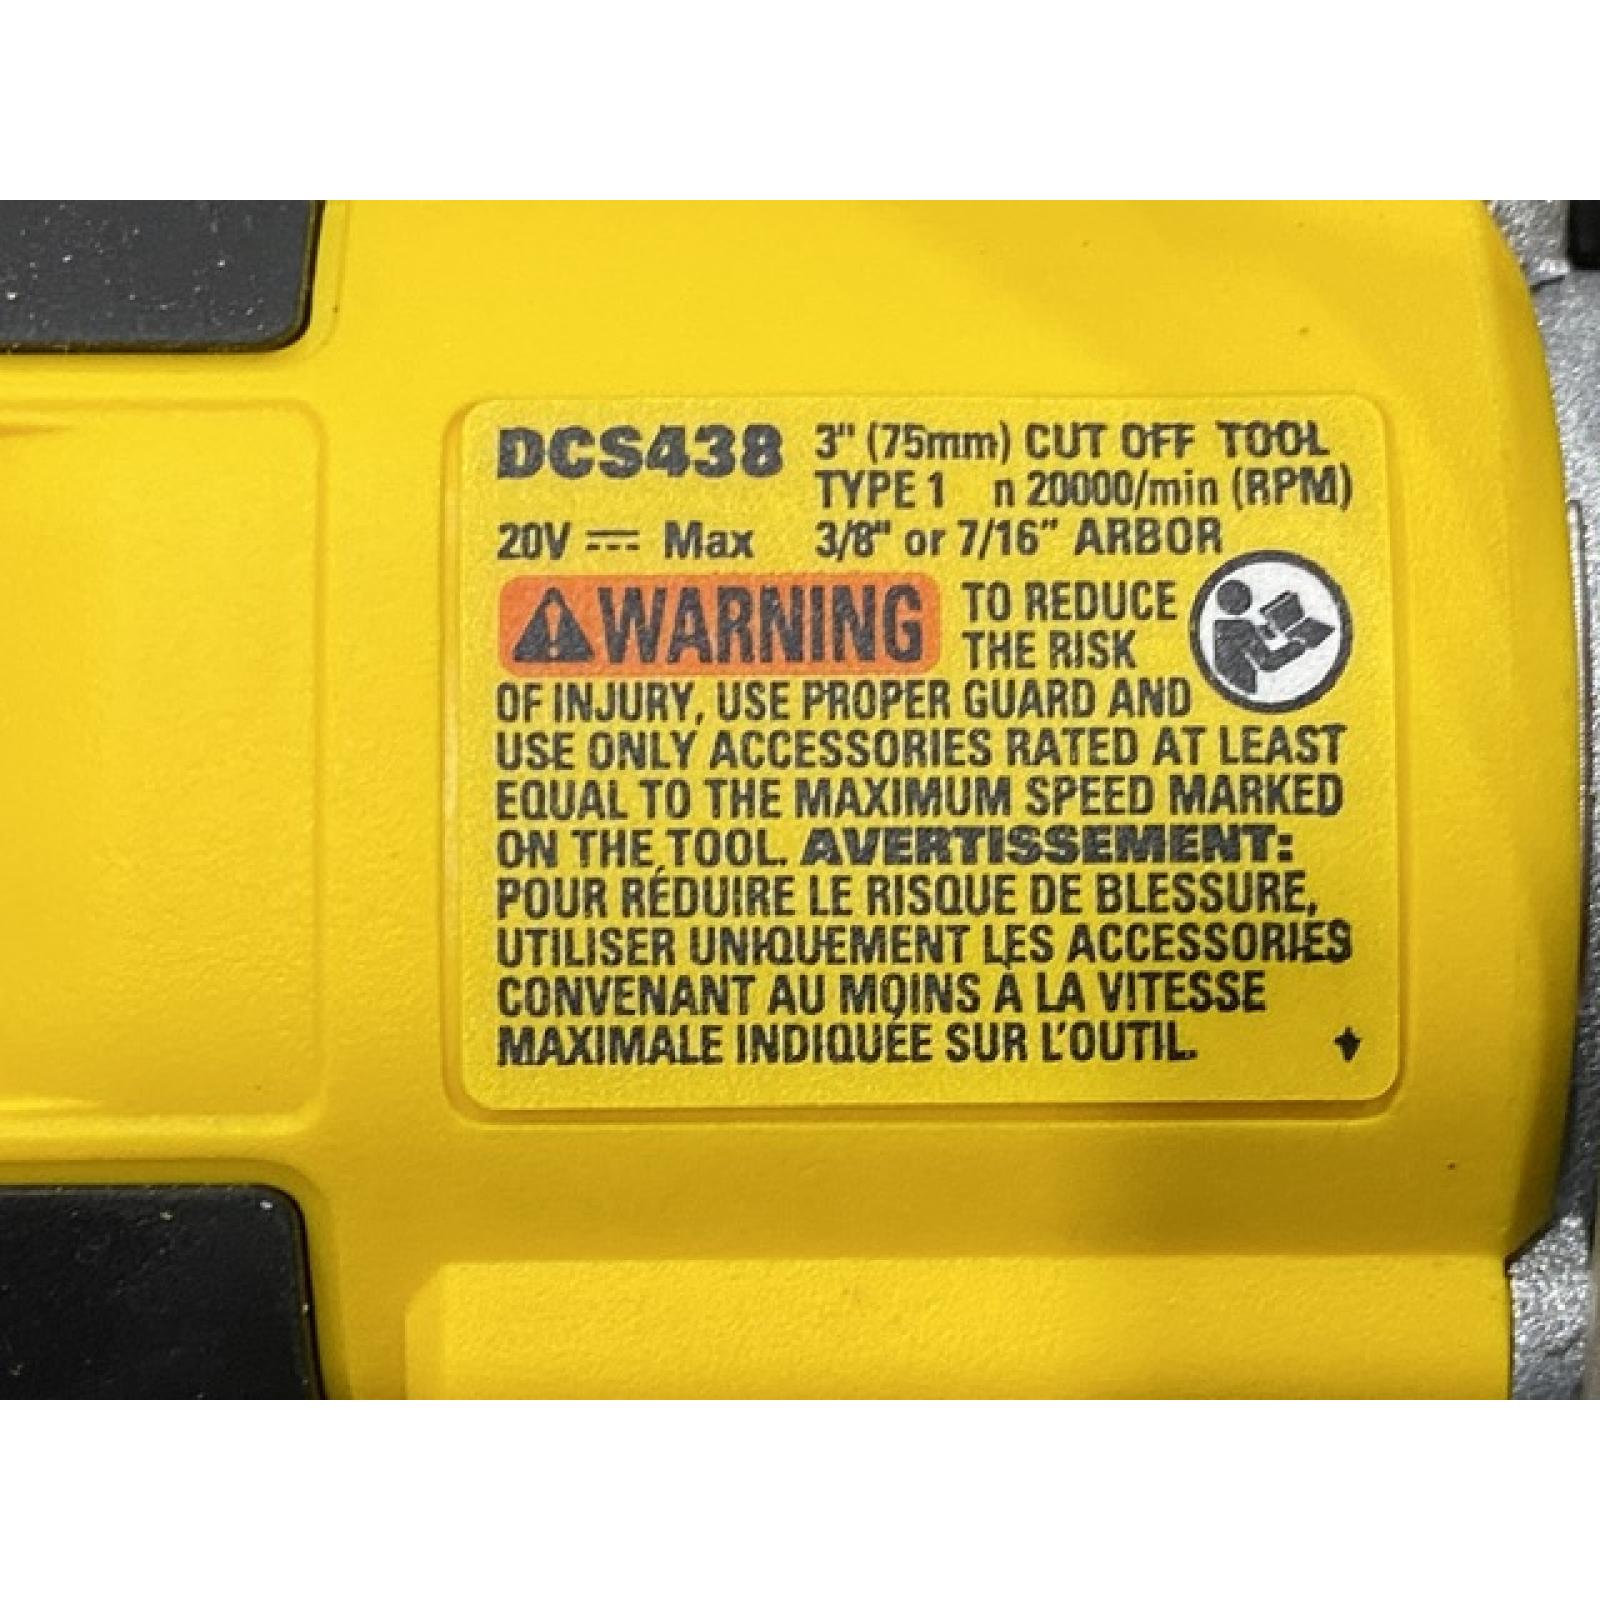 DCS438 3" (75mm) CUT OFF TOOL
TYPE 1 n 20000/min (RPM)
20V ⎓ Max 3/8" or 7/16" ARBOR
WARNING TO REDUCE
THE RISK
OF INJURY, USE PROPER GUARD AND
USE ONLY ACCESSORIES RATED AT LEAST
EQUAL TO THE MAXIMUM SPEED MARKED
ON THE TOOL. AVERTISSEMENT:
POUR RÉDUIRE LE RISQUE DE BLESSURE,
UTILISER UNIQUEMENT LES ACCESSORIES
CONVENANT AU MOINS À LA VITESSE
MAXIMALE INDIQUÉE SUR L'OUTIL.